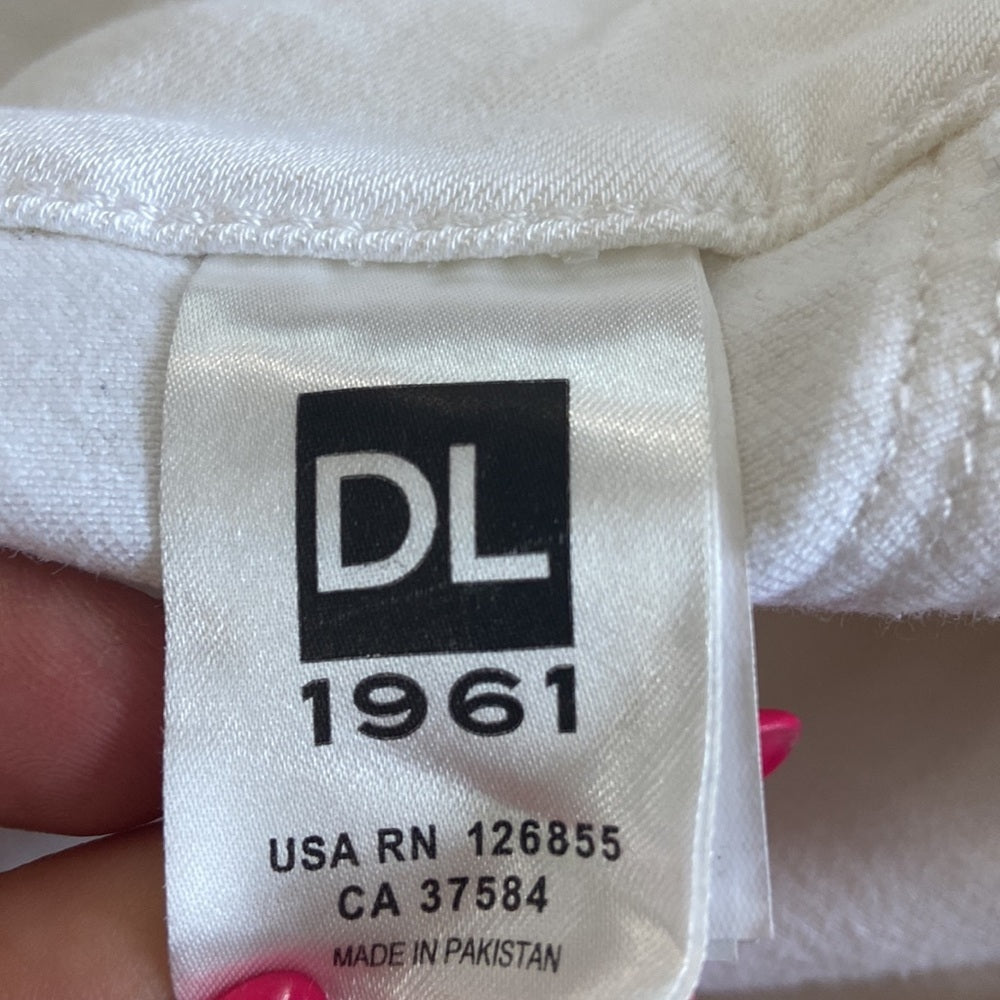 DL
1961
USA RN 126855
CA 37584
MADE IN PAKISTAN